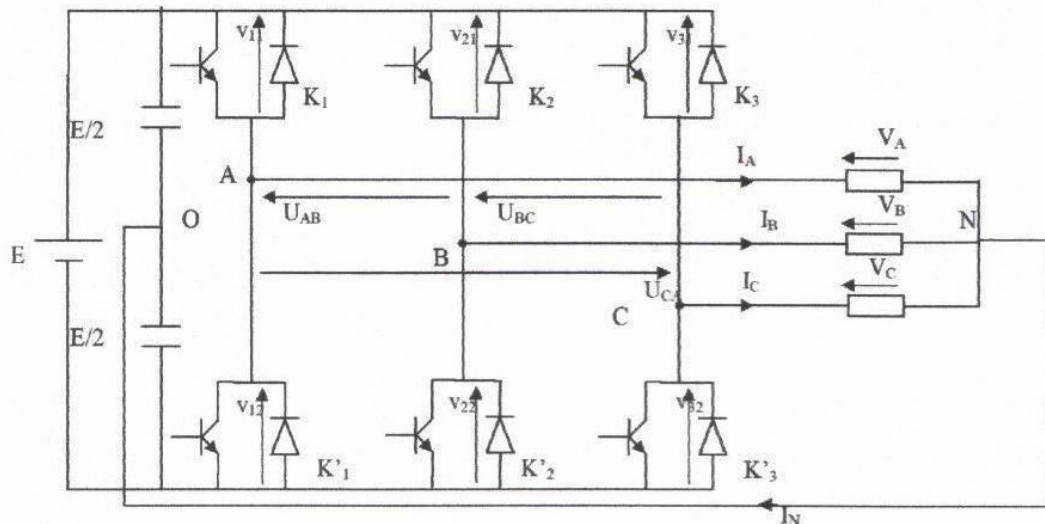 v₁₁
v₂₁
v₃₁
K₁
K₂
K₃
E/2
V_A
I_A
A
V_B
O
U_AB
U_BC
I_B
N
E
B
V_C
U_CA
I_C
C
E/2
v₁₂
v₂₂
v₃₂
K'₁
K'₂
K'₃
I_N